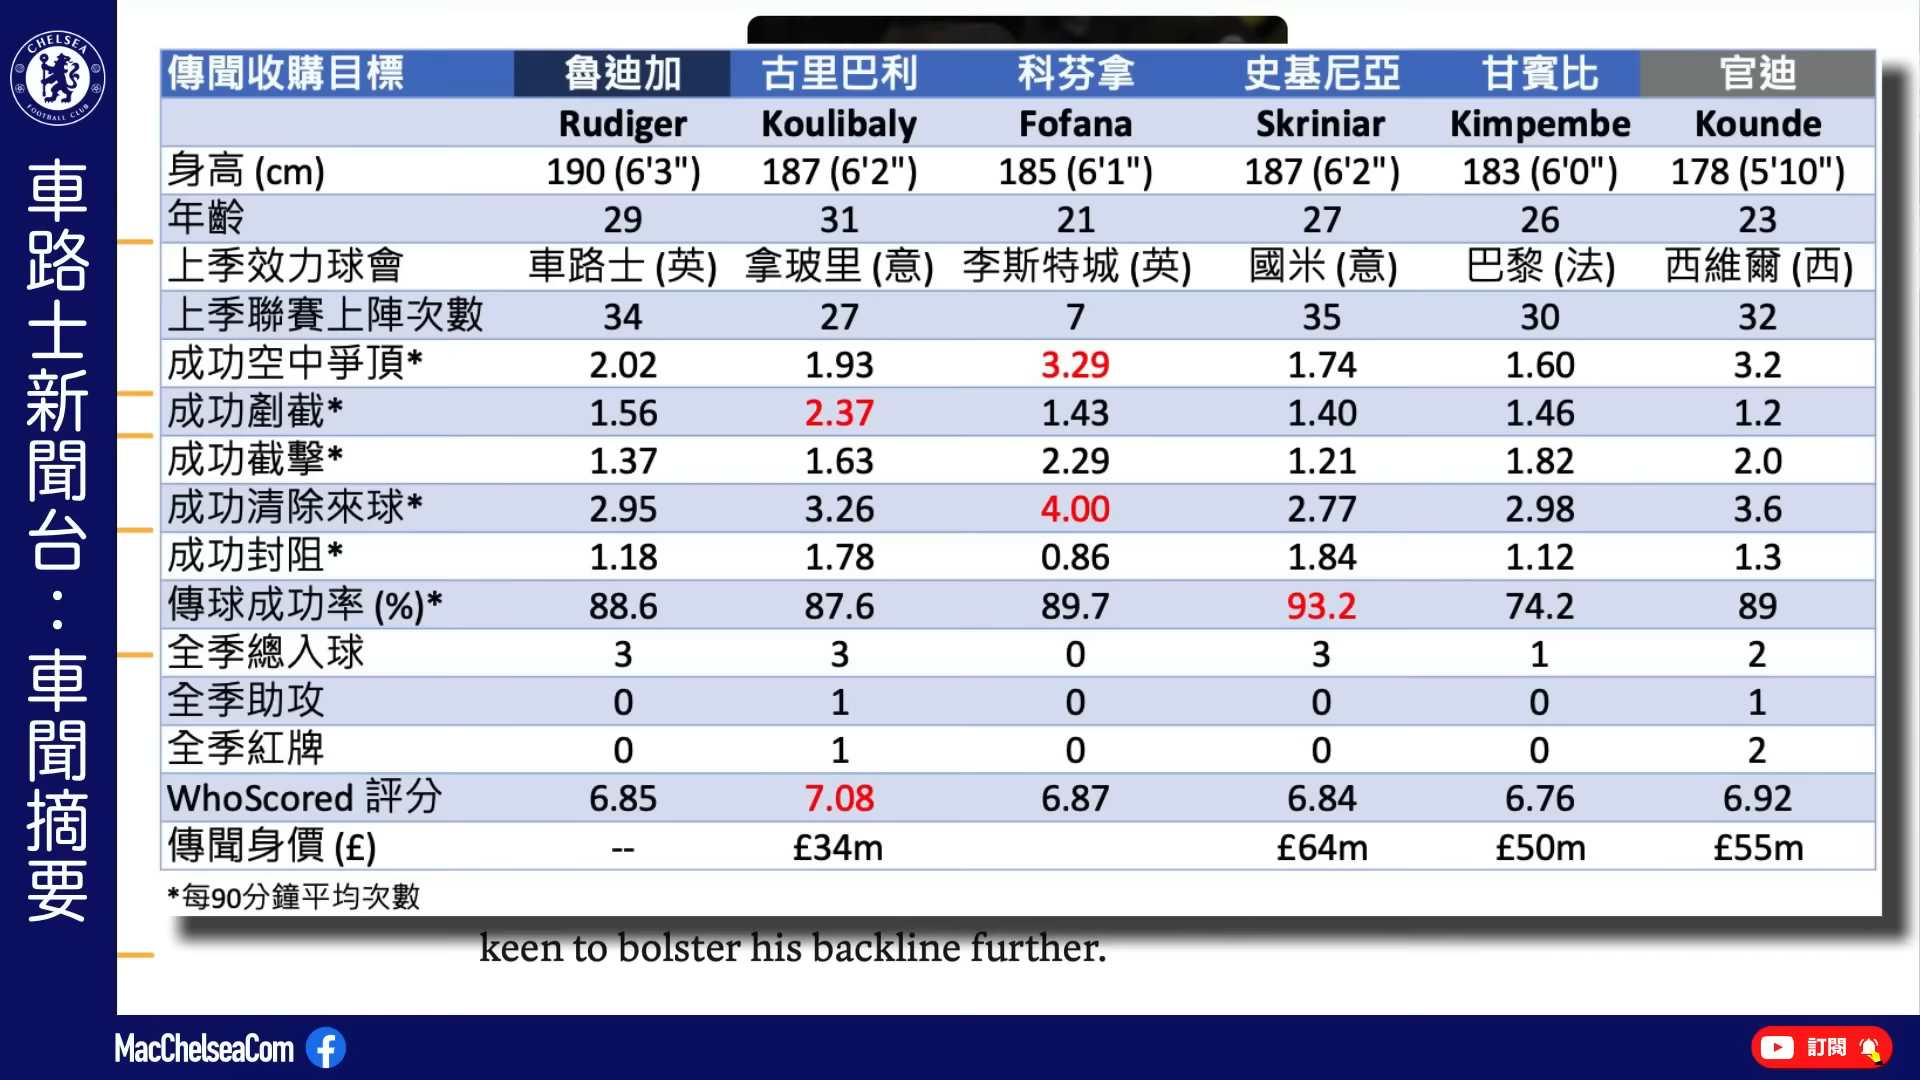 CHELSEA
FOOTBALL CLUB
車路士新聞台：車聞摘要
傳聞收購目標 魯迪加 古里巴利 科芬拿 史基尼亞 甘賓比 官迪
Rudiger Koulibaly Fofana Skriniar Kimpembe Kounde
身高 (cm) 190 (6'3") 187 (6'2") 185 (6'1") 187 (6'2") 183 (6'0") 178 (5'10")
年齡 29 31 21 27 26 23
上季效力球會 車路士 (英) 拿玻里 (意) 李斯特城 (英) 國米 (意) 巴黎 (法) 西維爾 (西)
上季聯賽上陣次數 34 27 7 35 30 32
成功空中爭頂* 2.02 1.93 3.29 1.74 1.60 3.2
成功剷截* 1.56 2.37 1.43 1.40 1.46 1.2
成功截擊* 1.37 1.63 2.29 1.21 1.82 2.0
成功清除來球* 2.95 3.26 4.00 2.77 2.98 3.6
成功封阻* 1.18 1.78 0.86 1.84 1.12 1.3
傳球成功率 (%)* 88.6 87.6 89.7 93.2 74.2 89
全季總入球 3 3 0 3 1 2
全季助攻 0 1 0 0 0 1
全季紅牌 0 1 0 0 0 2
WhoScored 評分 6.85 7.08 6.87 6.84 6.76 6.92
傳聞身價 (£) -- £34m £64m £50m £55m
*每90分鐘平均次數
keen to bolster his backline further.
MacChelseaCom
訂閱